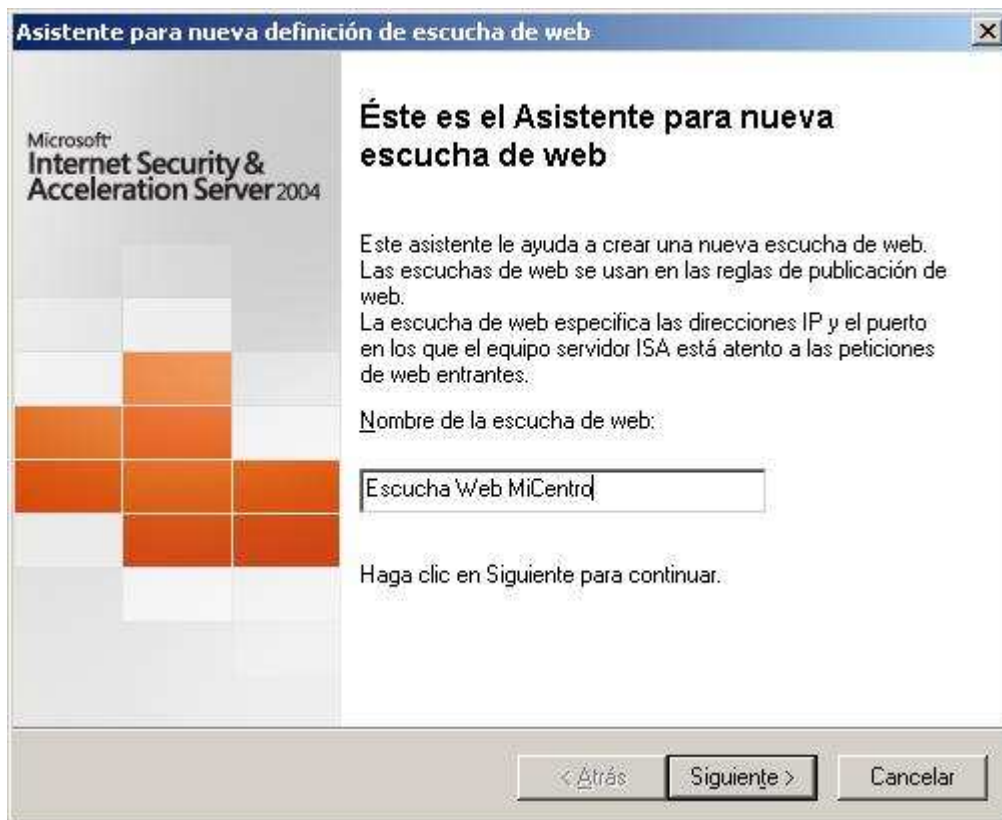 Asistente para nueva definición de escucha de web
Microsoft
Internet Security &
Acceleration Server 2004
Éste es el Asistente para nueva
escucha de web
Este asistente le ayuda a crear una nueva escucha de web.
Las escuchas de web se usan en las reglas de publicación de
web.
La escucha de web especifica las direcciones IP y el puerto
en los que el equipo servidor ISA está atento a las peticiones
de web entrantes.
Nombre de la escucha de web:
Escucha Web MiCentro
Haga clic en Siguiente para continuar.
< Atrás
Siguiente >
Cancelar